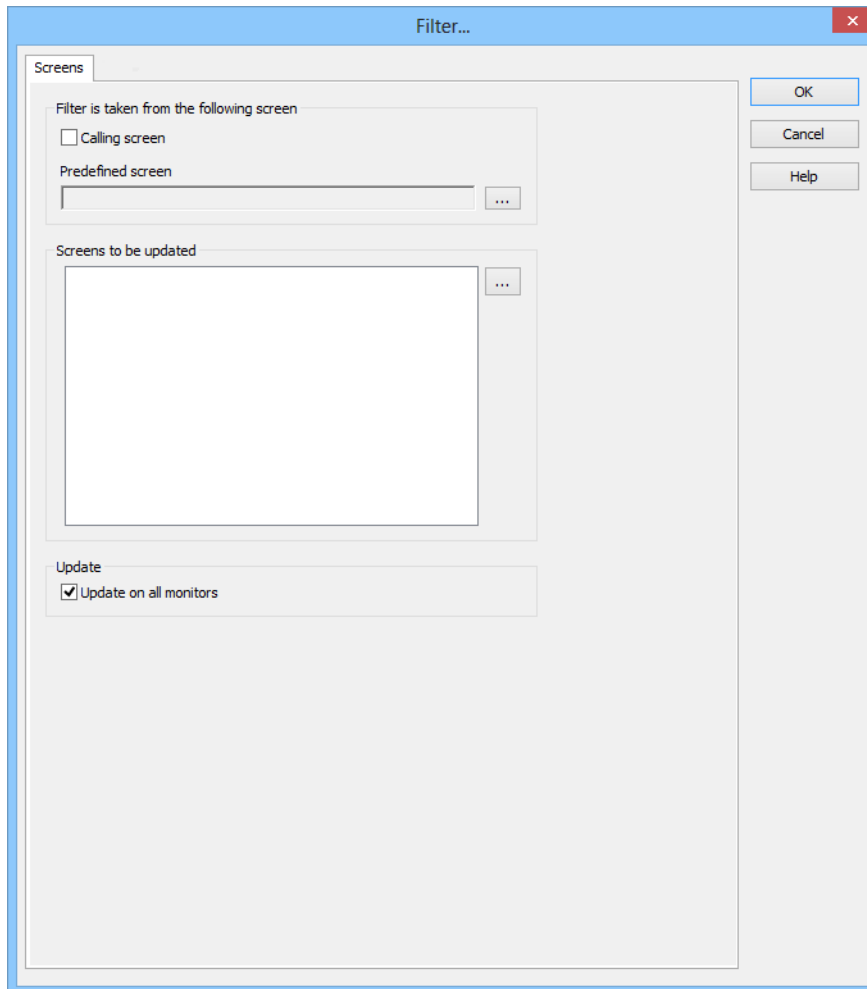 Filter...
Screens
Filter is taken from the following screen
Calling screen
Predefined screen
...
Screens to be updated
...
Update
Update on all monitors
OK
Cancel
Help